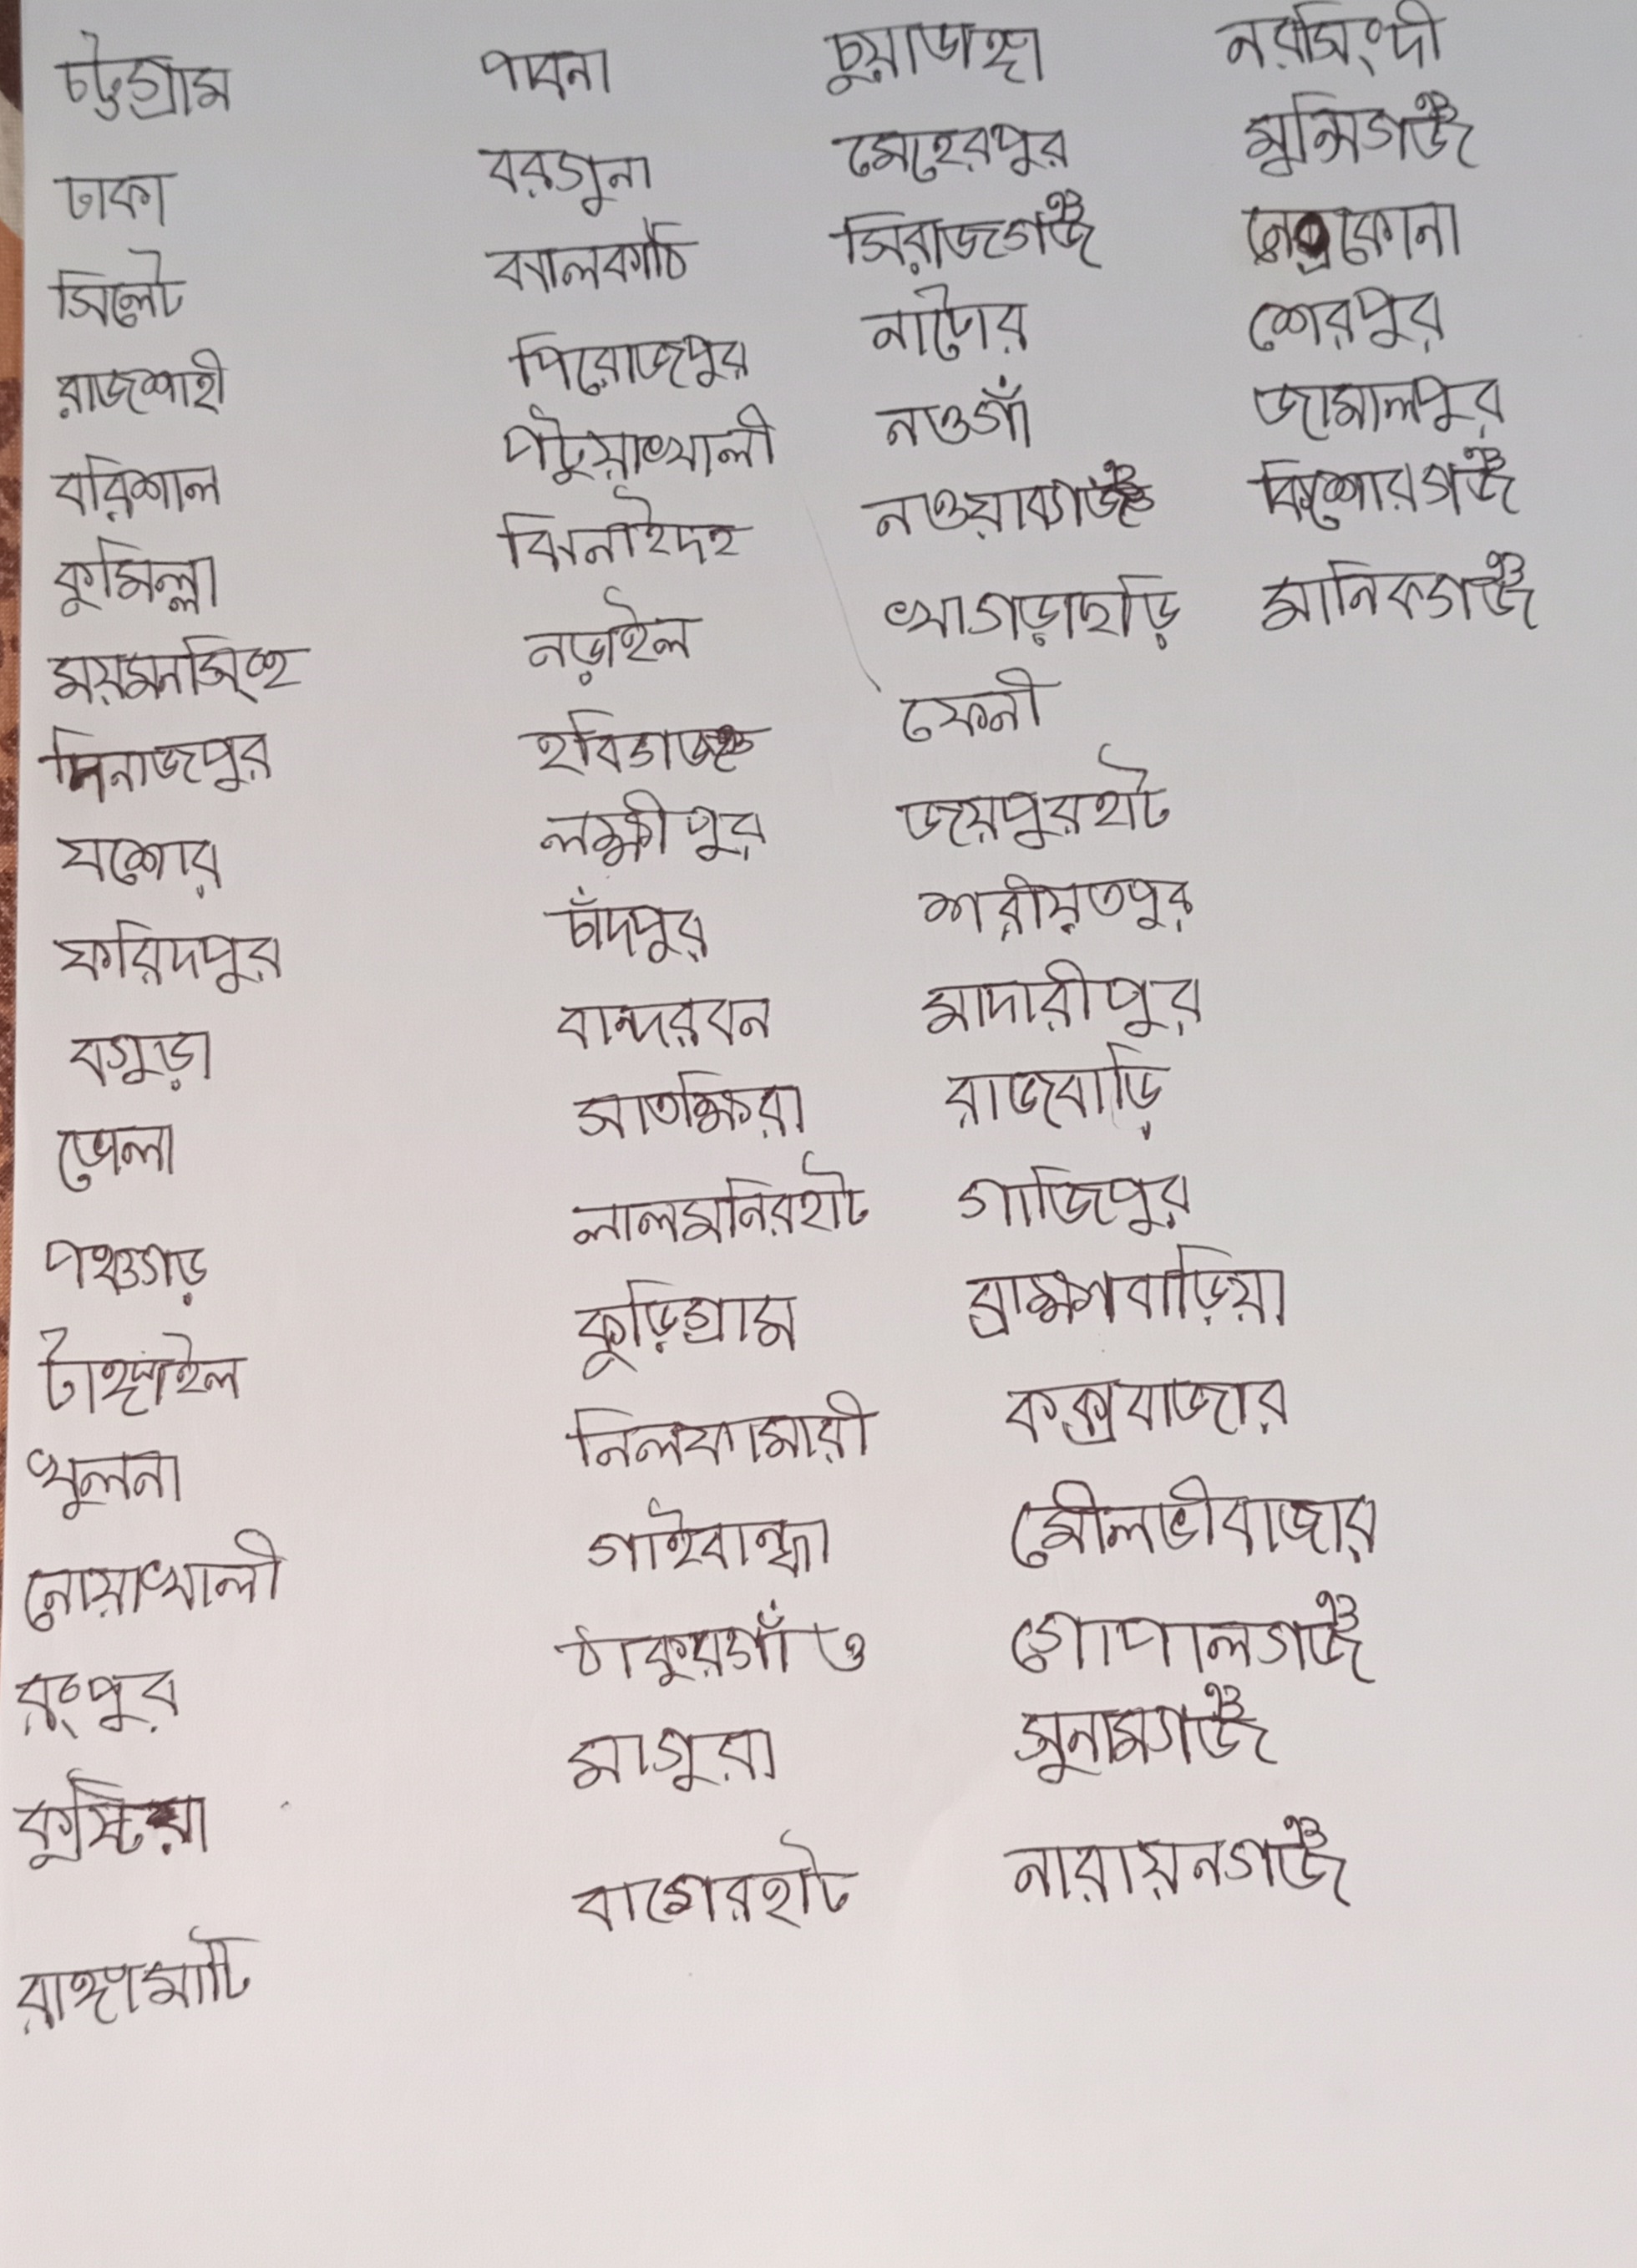 চট্টগ্রাম
ঢাকা
সিলেট
রাজশাহী
বরিশাল
কুমিল্লা
ময়মনসিংহ
দিনাজপুর
যশোর
ফরিদপুর
বগুড়া
ভোলা
পঞ্চগড়
টাঙ্গাইল
খুলনা
নোয়াখালী
রংপুর
কুষ্টিয়া
রাঙ্গামাটি
পাবনা
বরগুনা
ঝালকাঠি
পিরোজপুর
পটুয়াখালী
ঝিনাইদহ
নড়াইল
হবিগঞ্জ
লক্ষীপুর
চাঁদপুর
বান্দরবন
সাতক্ষিরা
লালমনিরহাট
কুড়িগ্রাম
নিলফামারী
গাইবান্ধা
ঠাকুরগাঁও
মাগুরা
বাগেরহাট
চুয়াডাঙ্গা
মেহেরপুর
সিরাজগঞ্জ
নাটোর
নওগাঁ
নওয়াবগঞ্জ
খাগড়াছড়ি
ফেনী
জয়পুরহাট
শরীয়তপুর
মাদারীপুর
রাজবাড়ি
গাজিপুর
ব্রাক্ষণবাড়িয়া
কক্সবাজার
মৌলভীবাজার
গোপালগঞ্জ
সুনামগঞ্জ
নারায়নগঞ্জ
নরসিংদী
মুন্সিগঞ্জ
নেত্রকোনা
শেরপুর
জামালপুর
কিশোরগঞ্জ
মানিকগঞ্জ